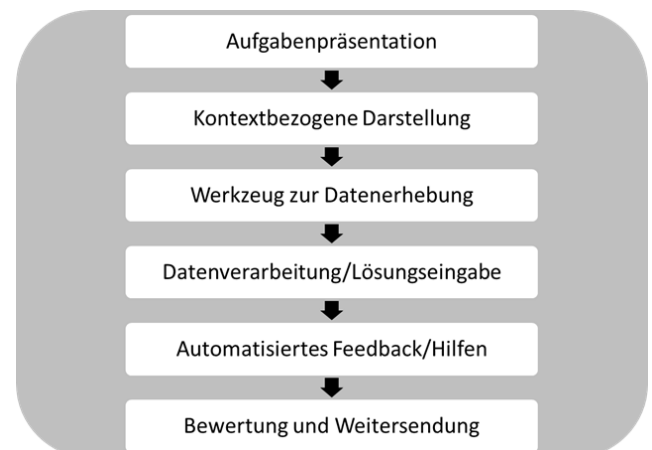 Aufgabenpräsentation
Kontextbezogene Darstellung
Werkzeug zur Datenerhebung
Datenverarbeitung/Lösungseingabe
Automatisiertes Feedback/Hilfen
Bewertung und Weitersendung